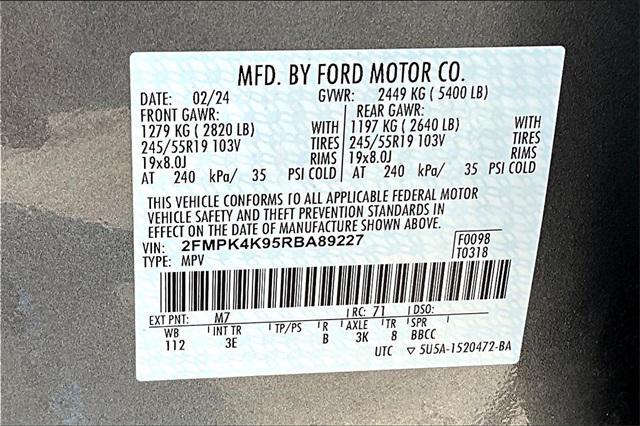 MFD. BY FORD MOTOR CO.
DATE: 02/24 GVWR: 2449 KG ( 5400 LB)
FRONT GAWR: REAR GAWR:
1279 KG ( 2820 LB) WITH 1197 KG ( 2640 LB) WITH
245/55R19 103V TIRES 245/55R19 103V TIRES
19x8.0J RIMS 19x8.0J RIMS
AT 240 kPa/ 35 PSI COLD AT 240 kPa/ 35 PSI COLD
THIS VEHICLE CONFORMS TO ALL APPLICABLE FEDERAL MOTOR
VEHICLE SAFETY AND THEFT PREVENTION STANDARDS IN
EFFECT ON THE DATE OF MANUFACTURE SHOWN ABOVE.
VIN: 2FMPK4K95RBA89227 F0098
TYPE: MPV T0318
EXT PNT: M7 RC: 71 DSO:
WB INT TR TP/PS R AXLE TR SPR
112 3E B 3K 8 BBCC
UTC ▽ 5U5A-1520472-BA